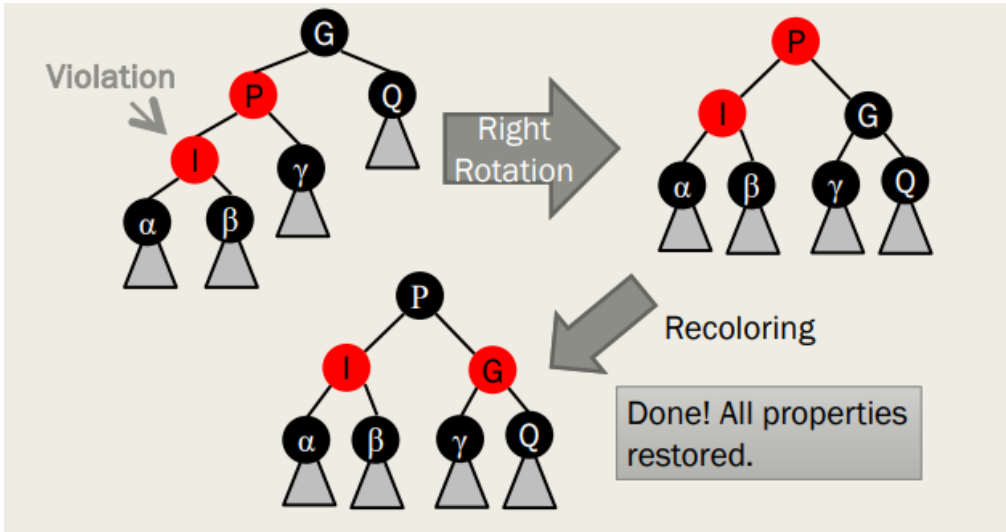 G
Violation
P
Q
I
γ
α
β
Right
Rotation
P
I
G
α
β
γ
Q
Recoloring
P
I
G
α
β
γ
Q
Done! All properties
restored.